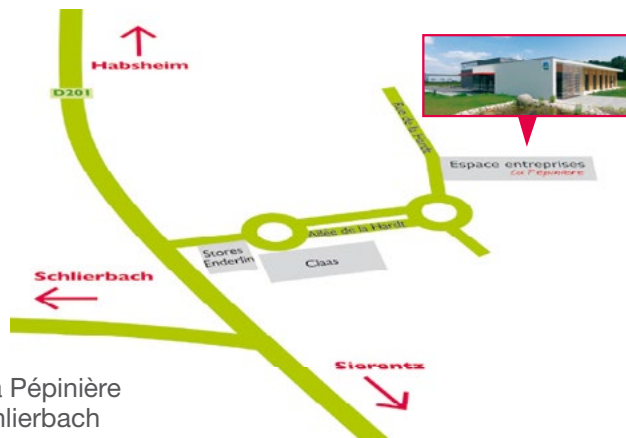 Habsheim
D201
Rue de la Hardt
Espace entreprises
La Pépinière
Allée de la Hardt
Stores
Enderlin
Claas
Schlierbach
Sierentz
a Pépinière
hlierbach